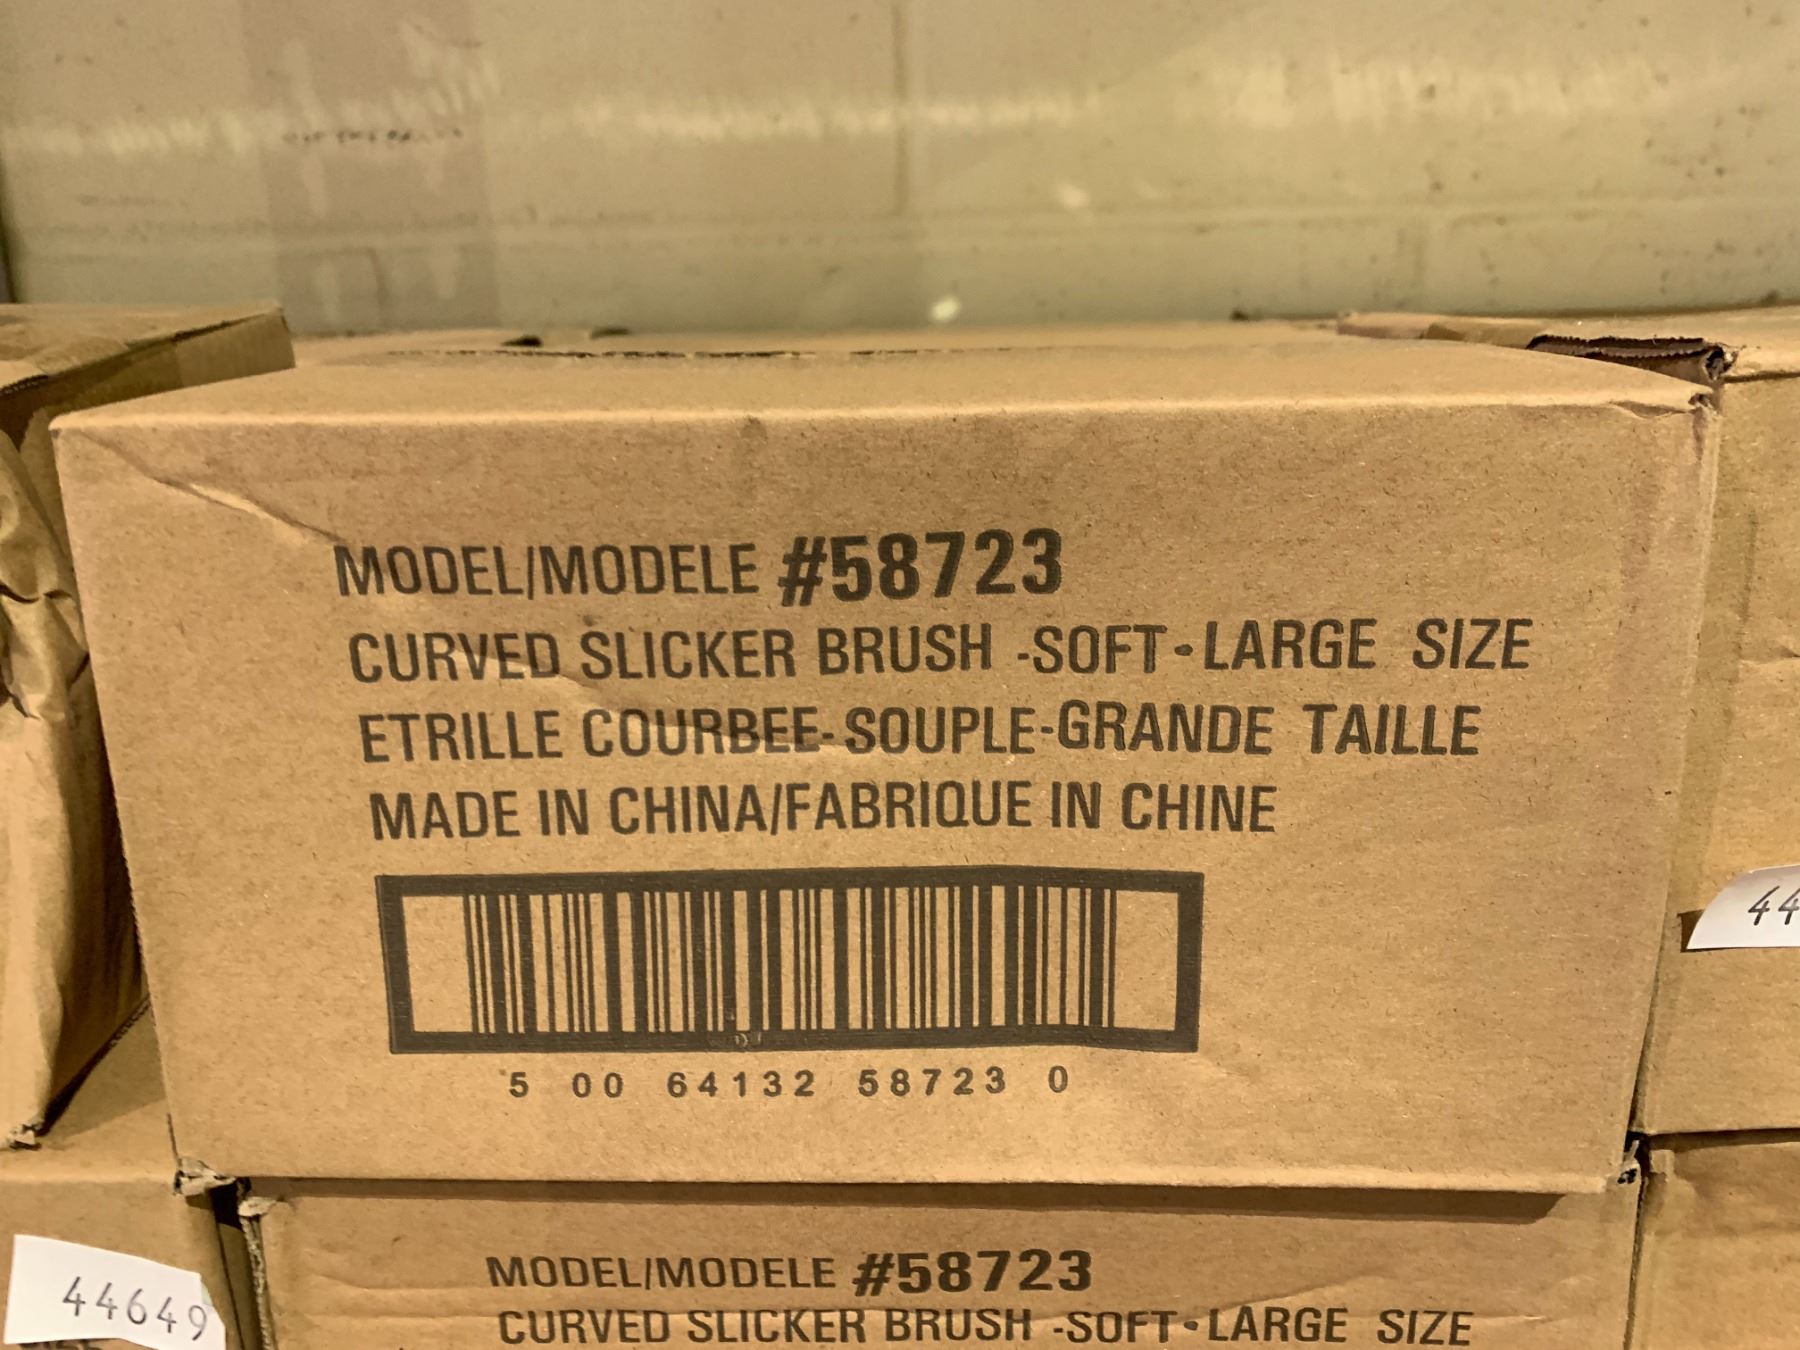 MODEL/MODELE #58723
CURVED SLICKER BRUSH -SOFT-LARGE SIZE
ETRILLE COURBEE-SOUPLE-GRANDE TAILLE
MADE IN CHINA/FABRIQUE IN CHINE
5 00 64132 58723 0
44
44649
MODEL/MODELE #58723
CURVED SLICKER BRUSH -SOFT-LARGE SIZE